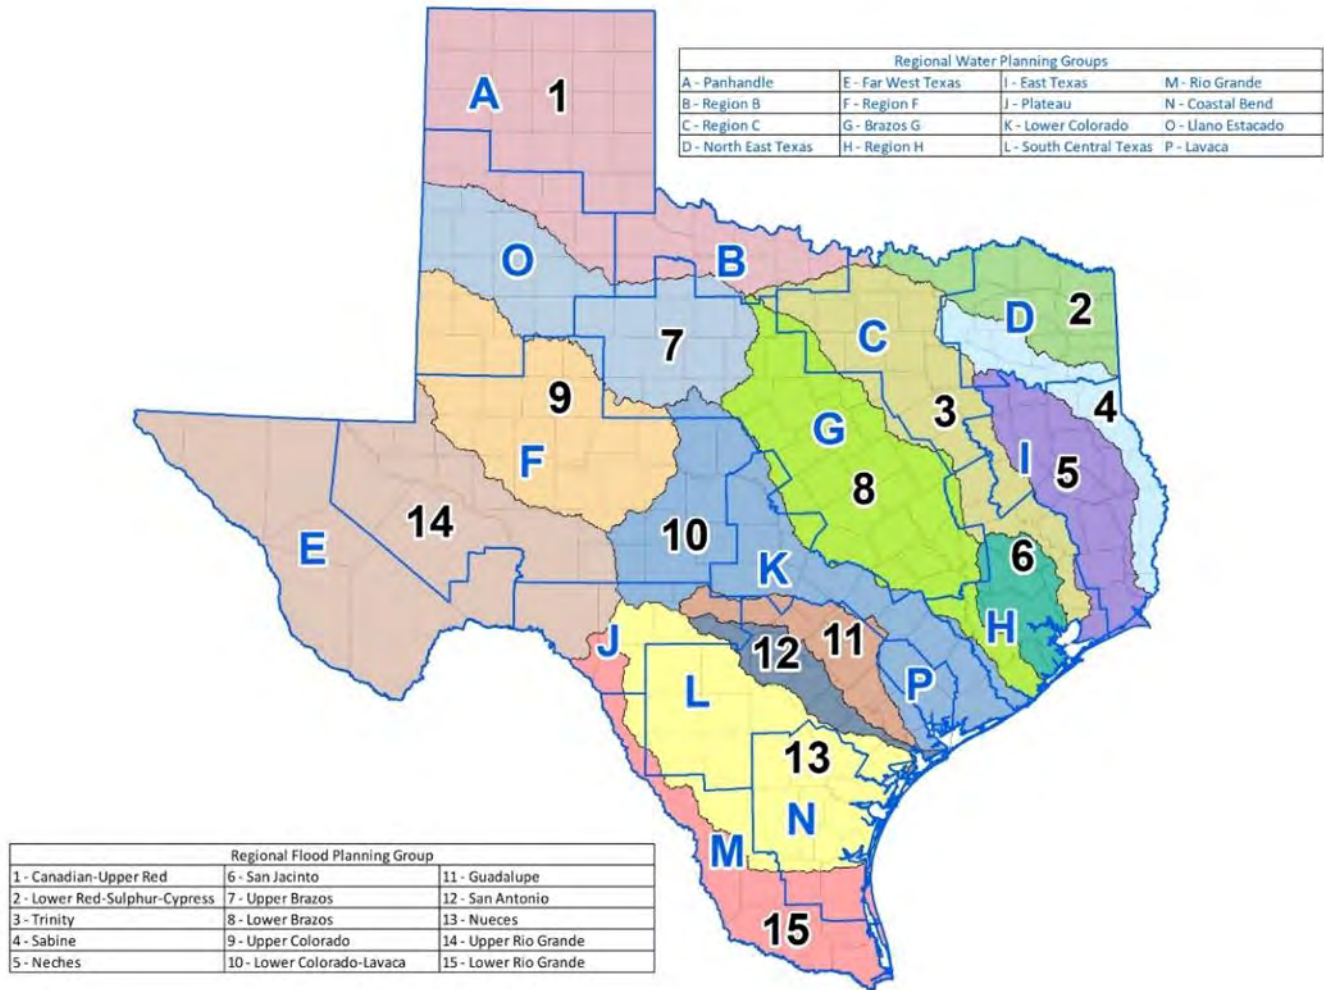 Regional Water Planning Groups
A - Panhandle E - Far West Texas I - East Texas M - Rio Grande
B - Region B F - Region F J - Plateau N - Coastal Bend
C - Region C G - Brazos G K - Lower Colorado O - Llano Estacado
D - North East Texas H - Region H L - South Central Texas P - Lavaca
A 1
O B
D 2
7 C
9 3 4
G
F I 5
8
14 10
E K 6
H
J 12 11
L P
13
N
M
15
Regional Flood Planning Group
1 - Canadian-Upper Red 6 - San Jacinto 11 - Guadalupe
2 - Lower Red-Sulphur-Cypress 7 - Upper Brazos 12 - San Antonio
3 - Trinity 8 - Lower Brazos 13 - Nueces
4 - Sabine 9 - Upper Colorado 14 - Upper Rio Grande
5 - Neches 10 - Lower Colorado-Lavaca 15 - Lower Rio Grande